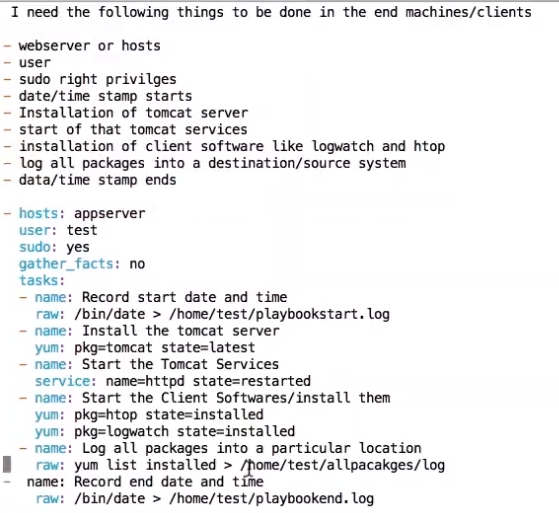 I need the following things to be done in the end machines/clients
- webserver or hosts
- user
- sudo right privilges
- date/time stamp starts
- Installation of tomcat server
- start of that tomcat services
- installation of client software like logwatch and htop
- log all packages into a destination/source system
- data/time stamp ends
- hosts: appserver
user: test
sudo: yes
gather_facts: no
tasks:
- name: Record start date and time
raw: /bin/date > /home/test/playbookstart.log
- name: Install the tomcat server
yum: pkg=tomcat state=latest
- name: Start the Tomcat Services
service: name=httpd state=restarted
- name: Start the Client Softwares/install them
yum: pkg=htop state=installed
yum: pkg=logwatch state=installed
- name: Log all packages into a particular location
raw: yum list installed > /home/test/allpacakges/log
- name: Record end date and time
raw: /bin/date > /home/test/playbookend.log